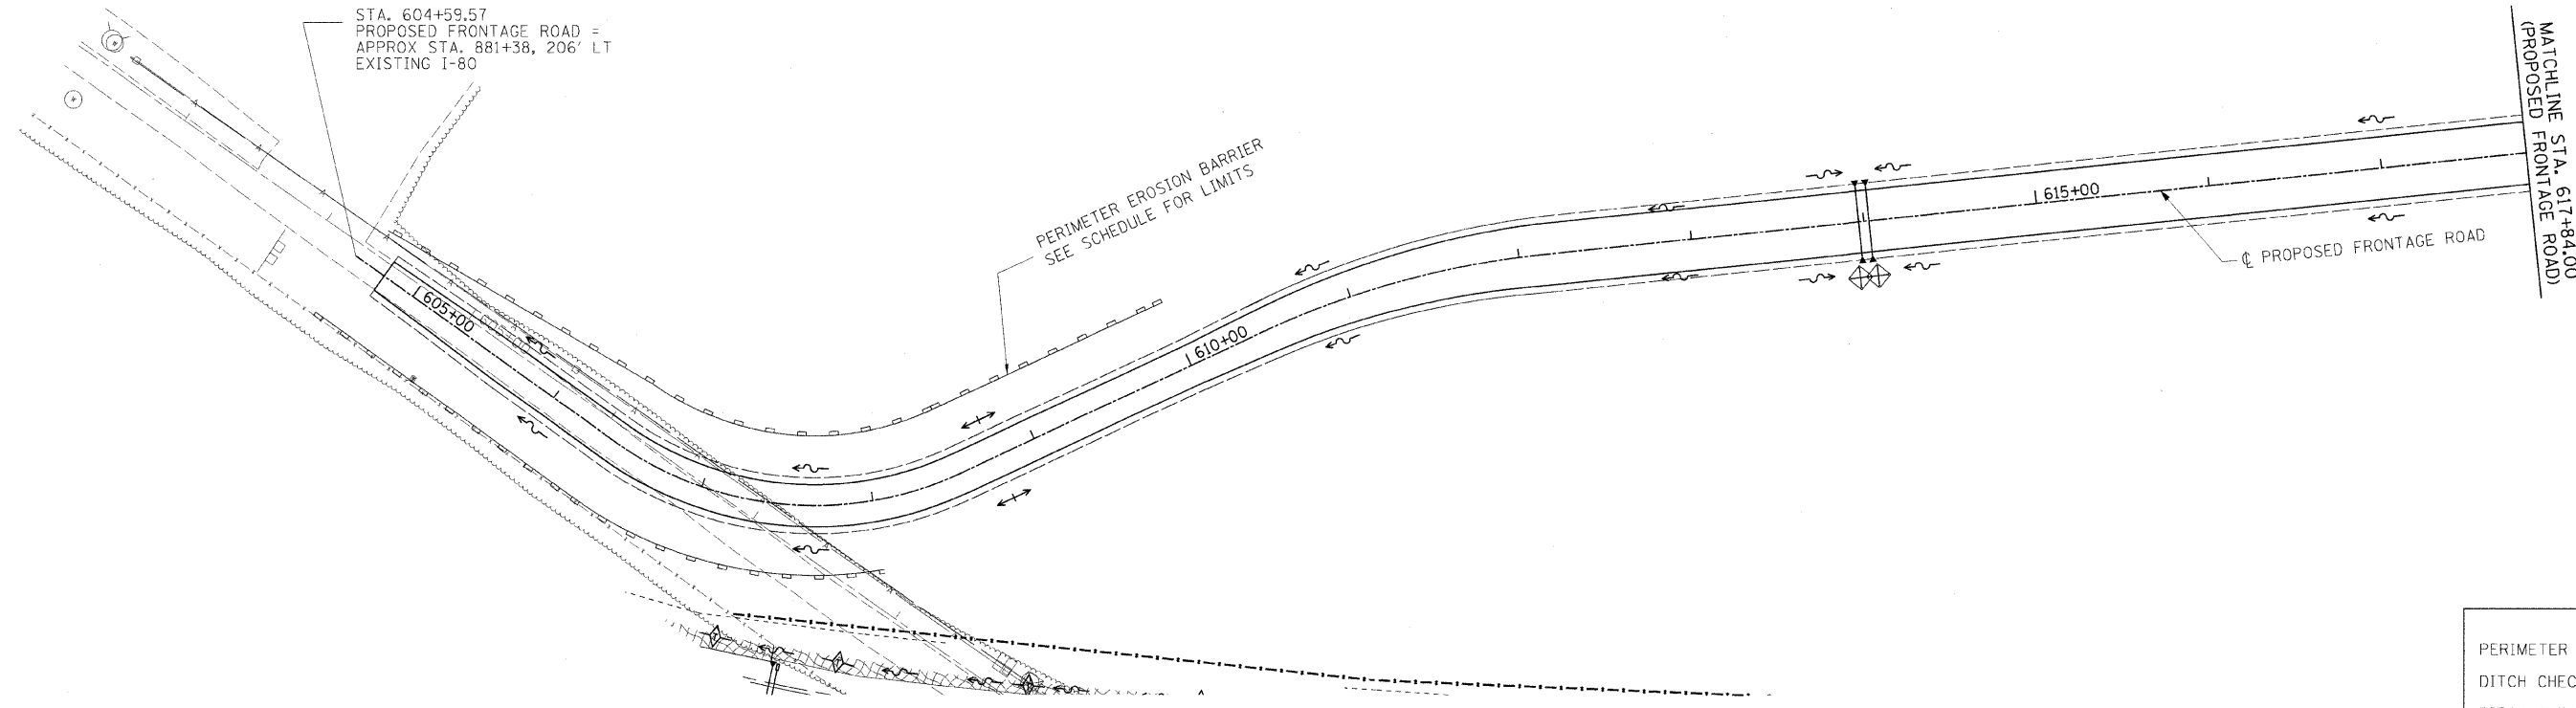 STA. 604+59.57
PROPOSED FRONTAGE ROAD =
APPROX STA. 881+38, 206' LT
EXISTING I-80
PERIMETER EROSION BARRIER
SEE SCHEDULE FOR LIMITS
605+00
610+00
615+00
℄ PROPOSED FRONTAGE ROAD
MATCHLINE STA. 617+84.00
(PROPOSED FRONTAGE ROAD)
PERIMETER
DITCH CHEC